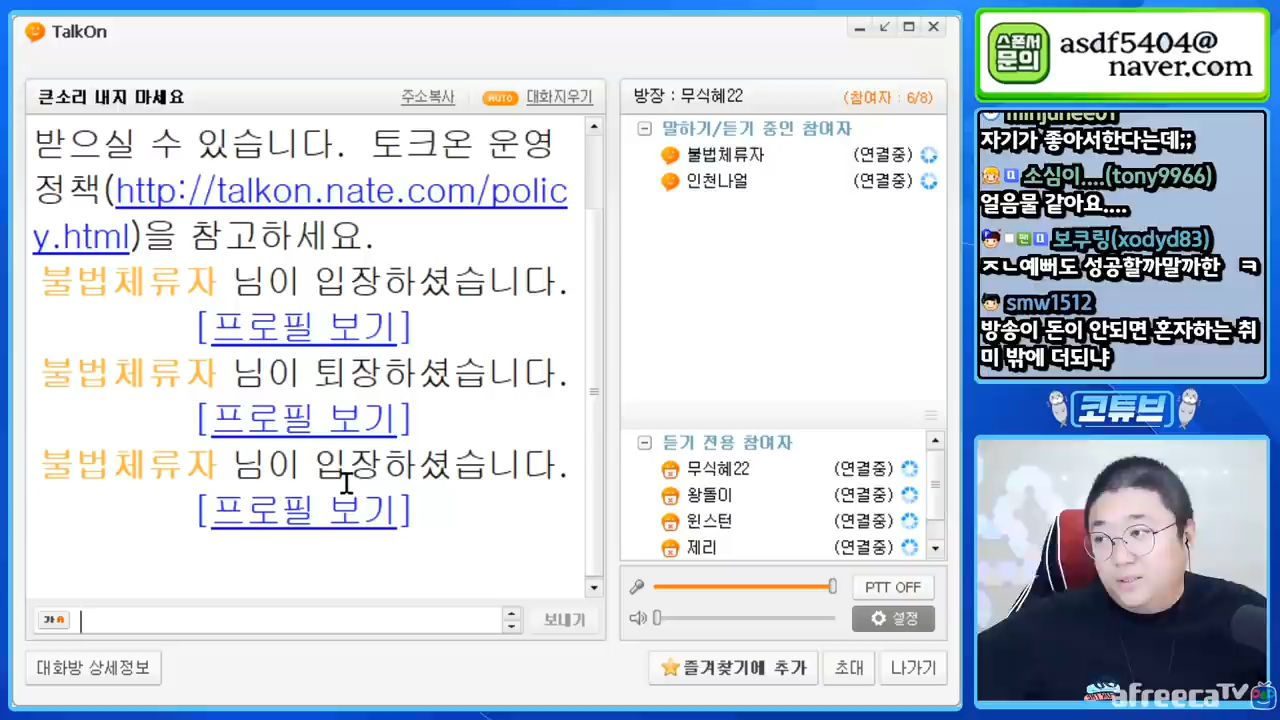 TalkOn
큰소리 내지 마세요
주소복사
AUTO
대화지우기
받으실 수 있습니다. 토크온 운영
정책(http://talkon.nate.com/polic
y.html)을 참고하세요.
불법체류자 님이 입장하셨습니다.
[프로필 보기]
불법체류자 님이 퇴장하셨습니다.
[프로필 보기]
불법체류자 님이 입장하셨습니다.
[프로필 보기]
보내기
대화방 상세정보
방장 : 무식혜22
(참여자 : 6/8)
말하기/듣기 중인 참여자
불법체류자 (연결중)
인천나얼 (연결중)
듣기 전용 참여자
무식혜22 (연결중)
왕돌이 (연결중)
윈스턴 (연결중)
제리 (연결중)
PTT OFF
설정
즐겨찾기에 추가
초대
나가기
스폰서
문의
asdf5404@
naver.com
자기가 좋아서한다는데;;
소심이....(tony9966)
얼음물 같아요....
보쿠링(xodyd83)
ㅈㄴ예뻐도 성공할까말까한 ㅋ
smw1512
방송이 돈이 안되면 혼자하는 취
미 밖에 더되냐
코튜브
afreecaTV